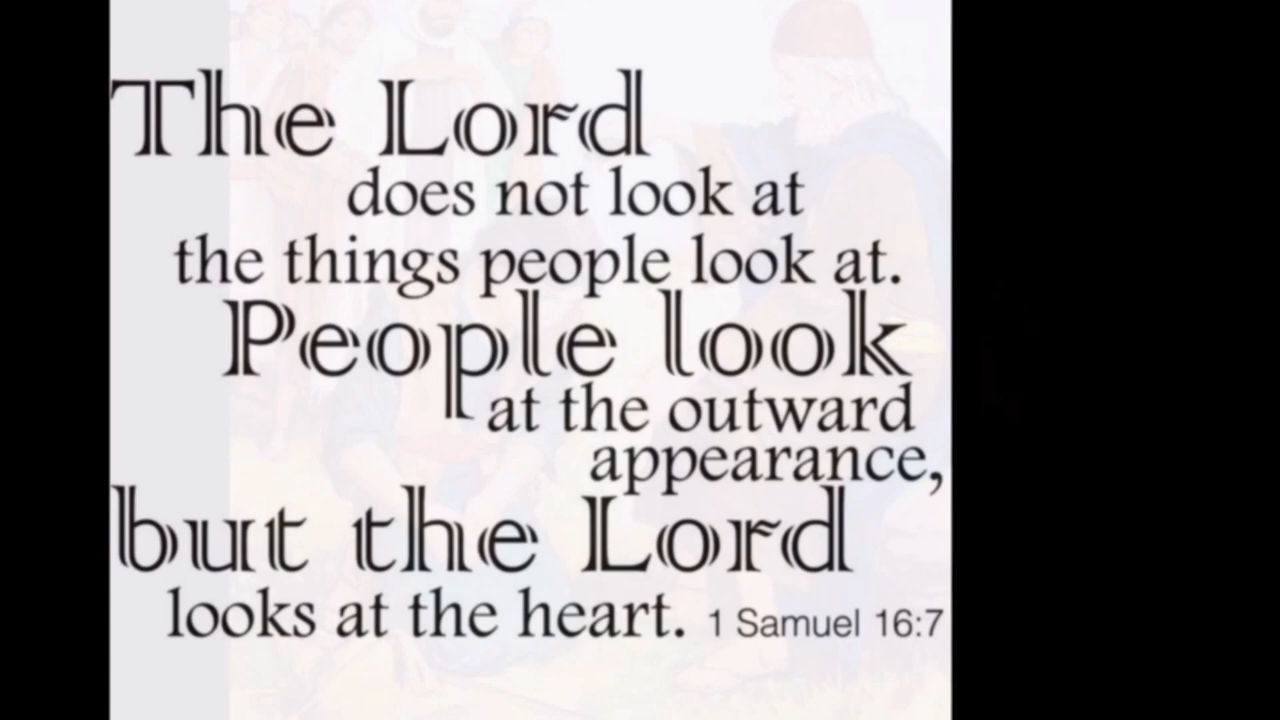 The Lord
does not look at
the things people look at.
People look
at the outward
appearance,
but the Lord
looks at the heart. 1 Samuel 16:7